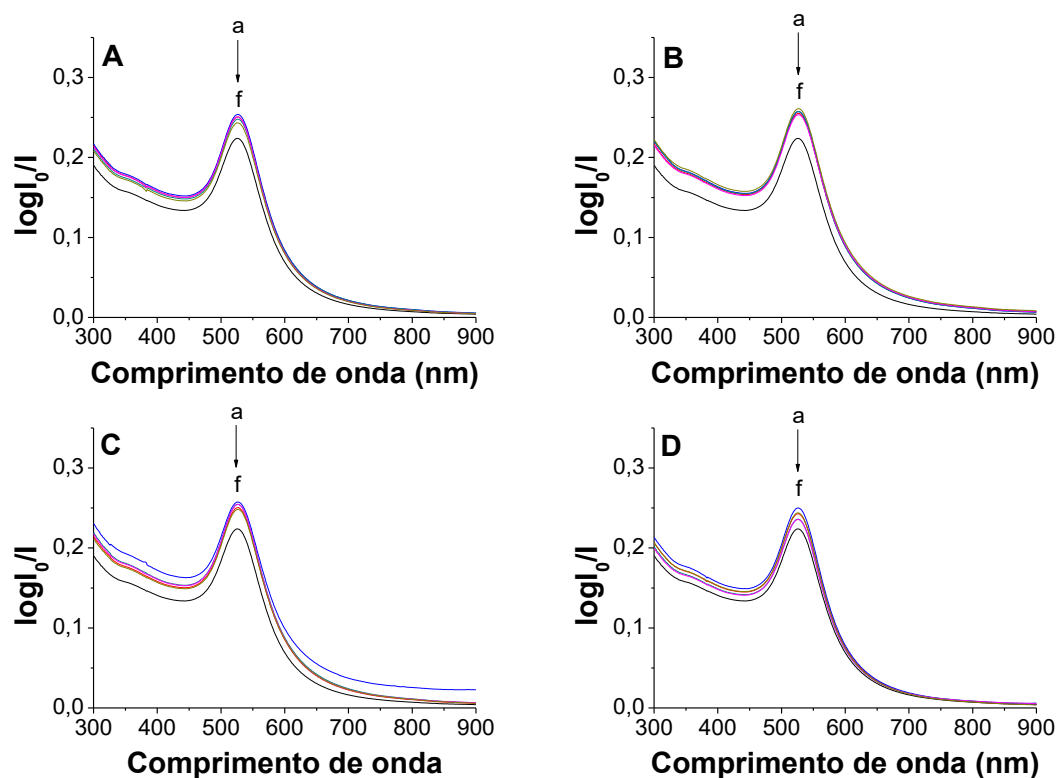 A
a
f
0,3
0,2
0,1
0,0
logI₀/I
300 400 500 600 700 800 900
Comprimento de onda (nm)
B
a
f
0,3
0,2
0,1
0,0
logI₀/I
300 400 500 600 700 800 900
Comprimento de onda (nm)
C
a
f
0,3
0,2
0,1
0,0
logI₀/I
300 400 500 600 700 800 900
Comprimento de onda
D
a
f
0,3
0,2
0,1
0,0
logI₀/I
300 400 500 600 700 800 900
Comprimento de onda (nm)